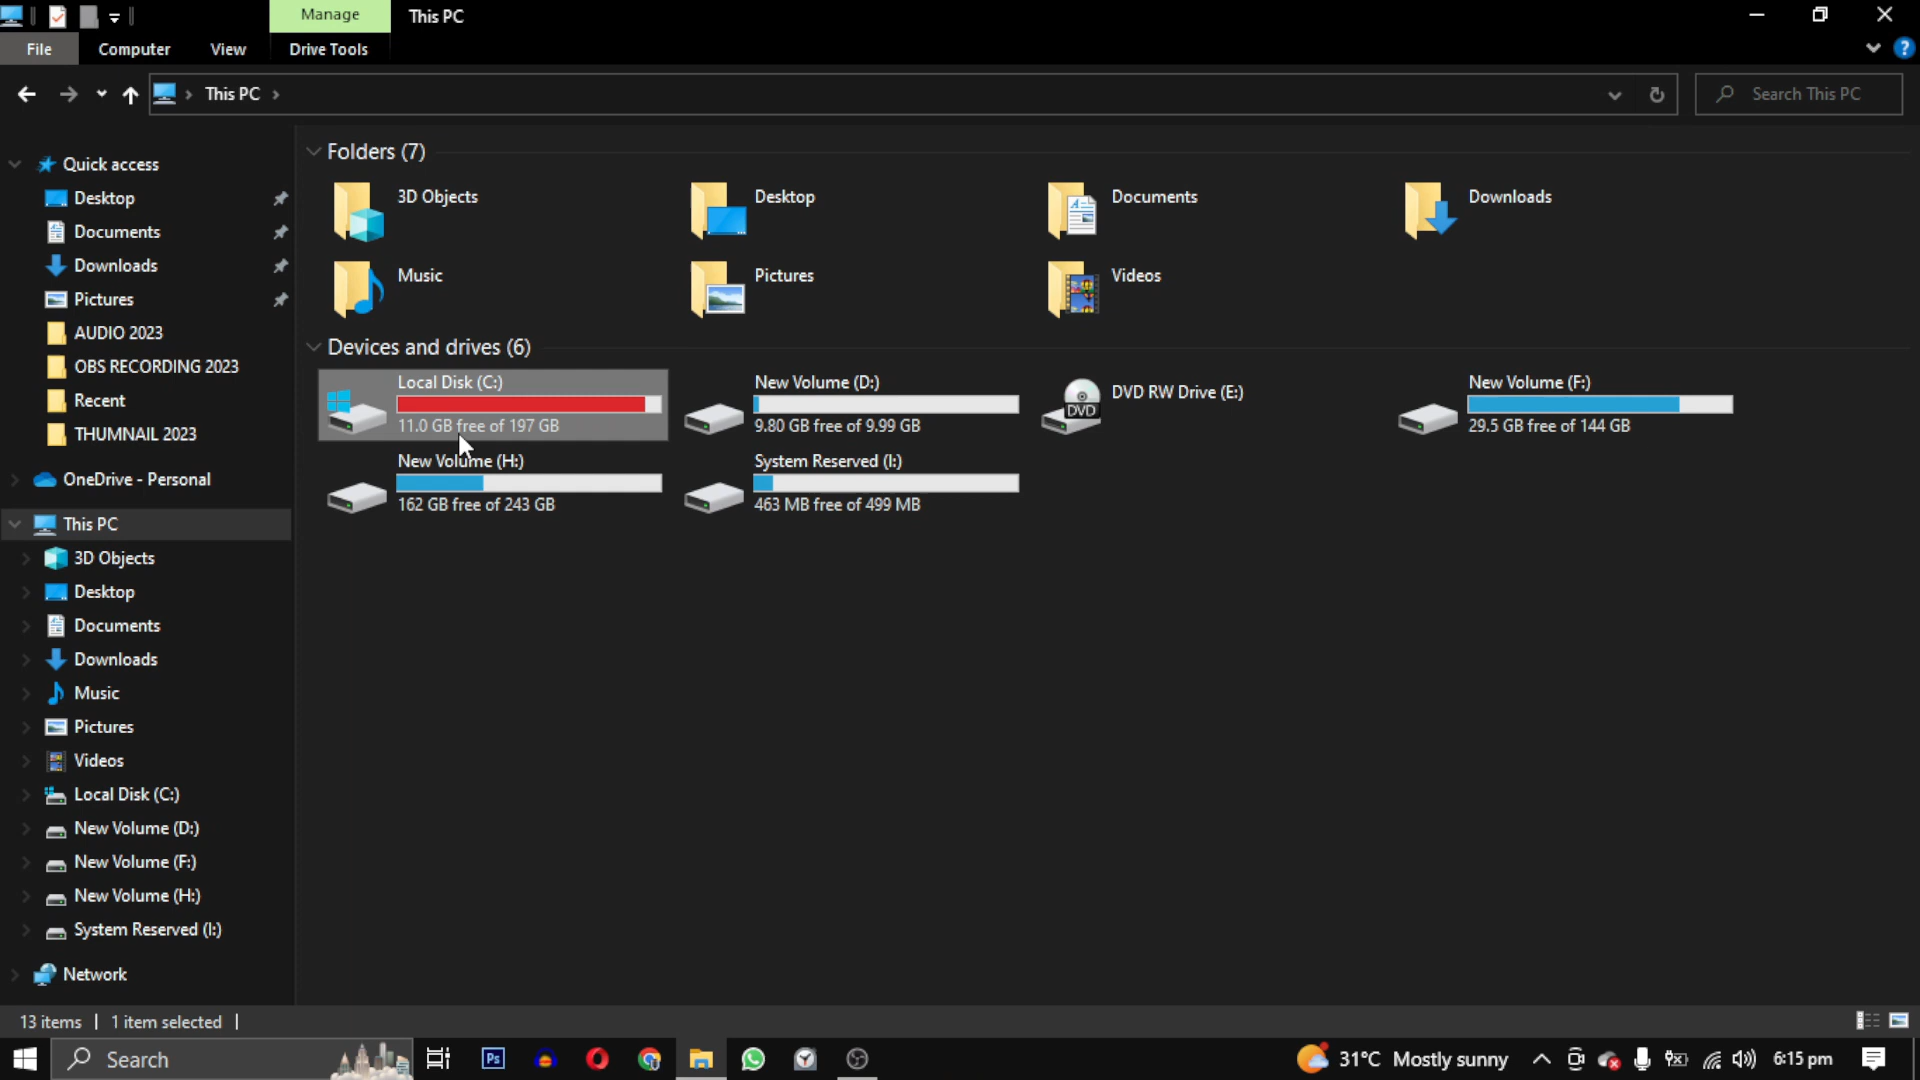 Manage
This PC
File
Computer
View
Drive Tools
?
This PC
Search This PC
Quick access
Desktop
Documents
Downloads
Pictures
AUDIO 2023
OBS RECORDING 2023
Recent
THUMNAIL 2023
OneDrive - Personal
This PC
3D Objects
Desktop
Documents
Downloads
Music
Pictures
Videos
Local Disk (C:)
New Volume (D:)
New Volume (F:)
New Volume (H:)
System Reserved (I:)
Network
Folders (7)
3D Objects
Desktop
Documents
Downloads
Music
Pictures
Videos
Devices and drives (6)
Local Disk (C:)
11.0 GB free of 197 GB
New Volume (D:)
9.80 GB free of 9.99 GB
DVD RW Drive (E:)
DVD
New Volume (F:)
29.5 GB free of 144 GB
New Volume (H:)
162 GB free of 243 GB
System Reserved (I:)
463 MB free of 499 MB
13 items
1 item selected
Search
Ps
31°C Mostly sunny
6:15 pm